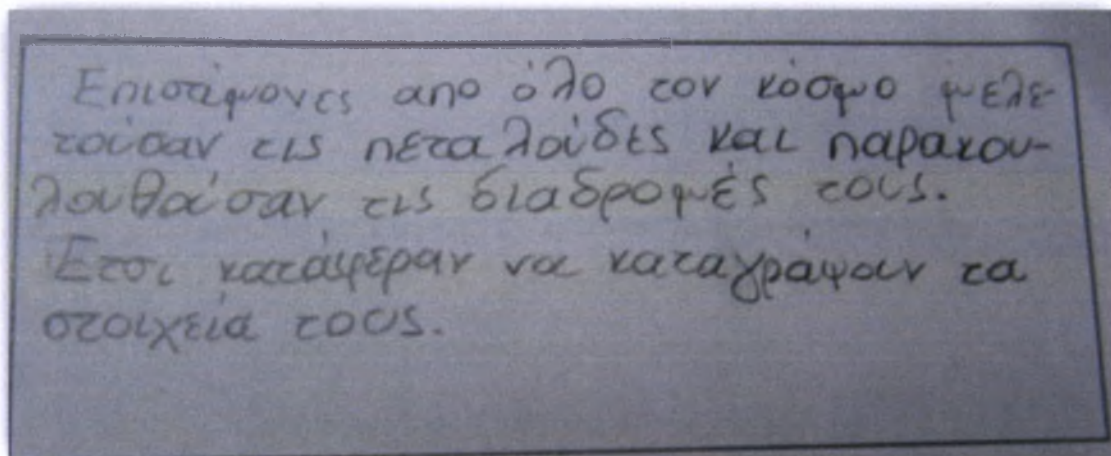 Επιστήμονες απο όλο τον κόσμο μελε-
τούσαν τις πεταλούδες και παρακου-
λουθούσαν τις διαδρομές τους.
Έτσι κατάφεραν να καταγράψουν τα
στοιχεία τους.